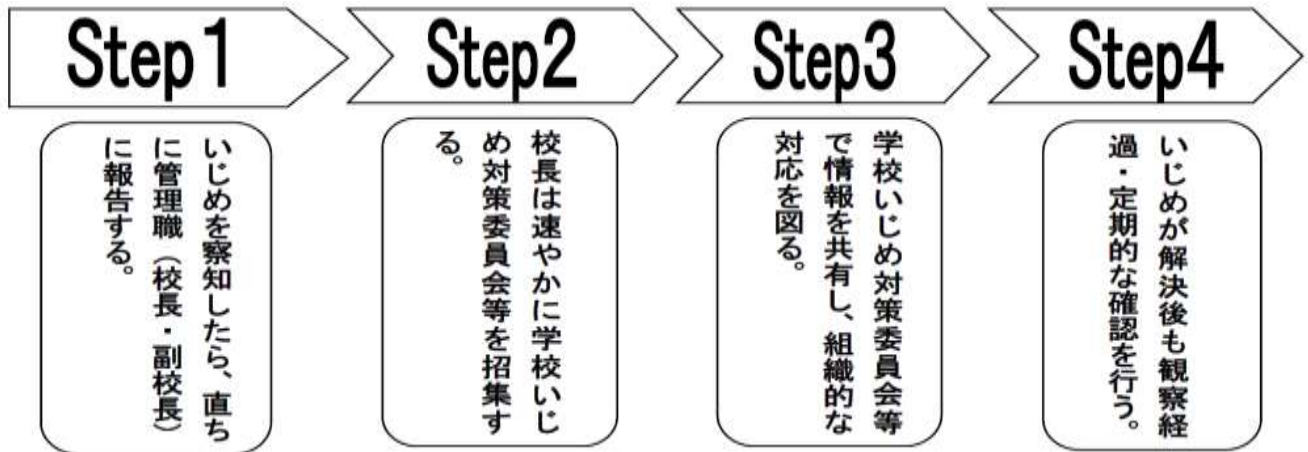 Step1
Step2
Step3
Step4
いじめを察知したら、直ち
に管理職（校長・副校長）
に報告する。
校長は速やかに学校いじ
め対策委員会等を招集す
る。
学校いじめ対策委員会等
で情報を共有し、組織的な
対応を図る。
いじめが解決後も観察経
過・定期的な確認を行う。